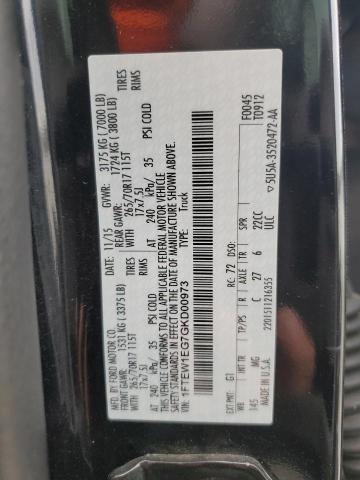 MFD. BY FORD MOTOR CO.
DATE: 11/15 GVWR: 3175 KG ( 7000 LB)
FRONT GAWR: 1531 KG ( 3375 LB) REAR GAWR: 1724 KG ( 3800 LB)
265/70R17 115T WITH 265/70R17 115T TIRES
17x7.5J RIMS 17x7.5J RIMS
AT 240 kPa/ 35 PSI COLD AT 240 kPa/ 35 PSI COLD
THIS VEHICLE CONFORMS TO ALL APPLICABLE FEDERAL MOTOR VEHICLE
SAFETY AND THEFT PREVENTION STANDARDS IN EFFECT ON THE DATE OF MANUFACTURE SHOWN ABOVE.
VIN: 1FTEW1EG7GKD00973
TYPE: Truck
F0045
T0912
EXT PNT: G1 RC: 72 DSO:
WB INT TR TP/PS R AXLE TR SPR
145 MG C 27 6 22CC
ULC
2201511216355
MADE IN U.S.A.
5U5A-3520472-AA